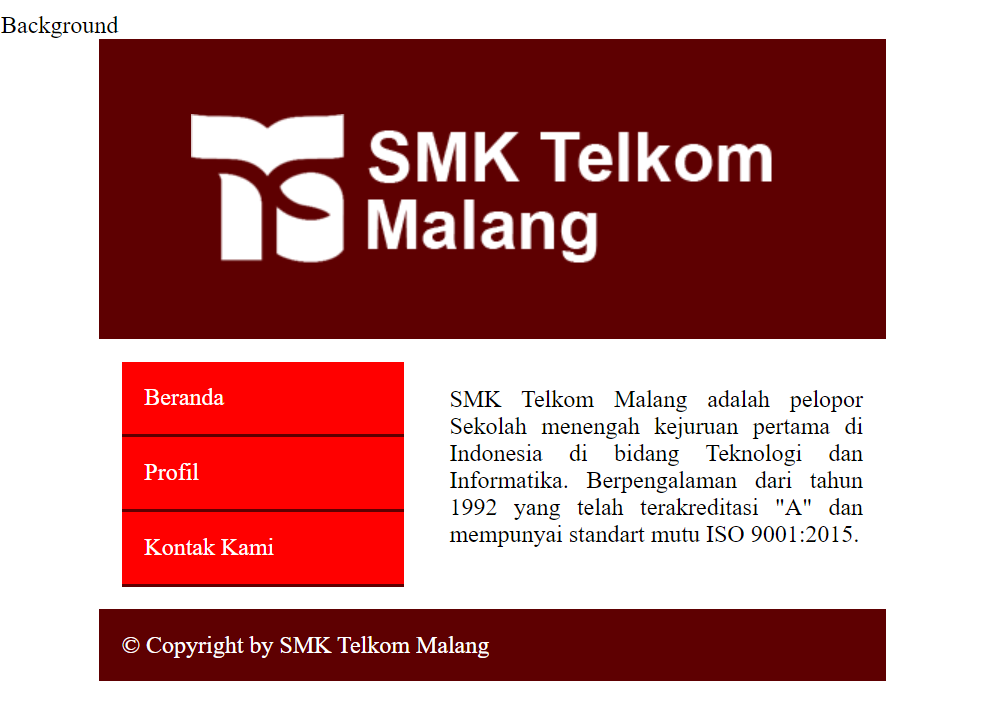 Background
SMK Telkom
Malang
Beranda
Profil
Kontak Kami
SMK Telkom Malang adalah pelopor
Sekolah menengah kejuruan pertama di
Indonesia di bidang Teknologi dan
Informatika. Berpengalaman dari tahun
1992 yang telah terakreditasi "A" dan
mempunyai standart mutu ISO 9001:2015.
© Copyright by SMK Telkom Malang